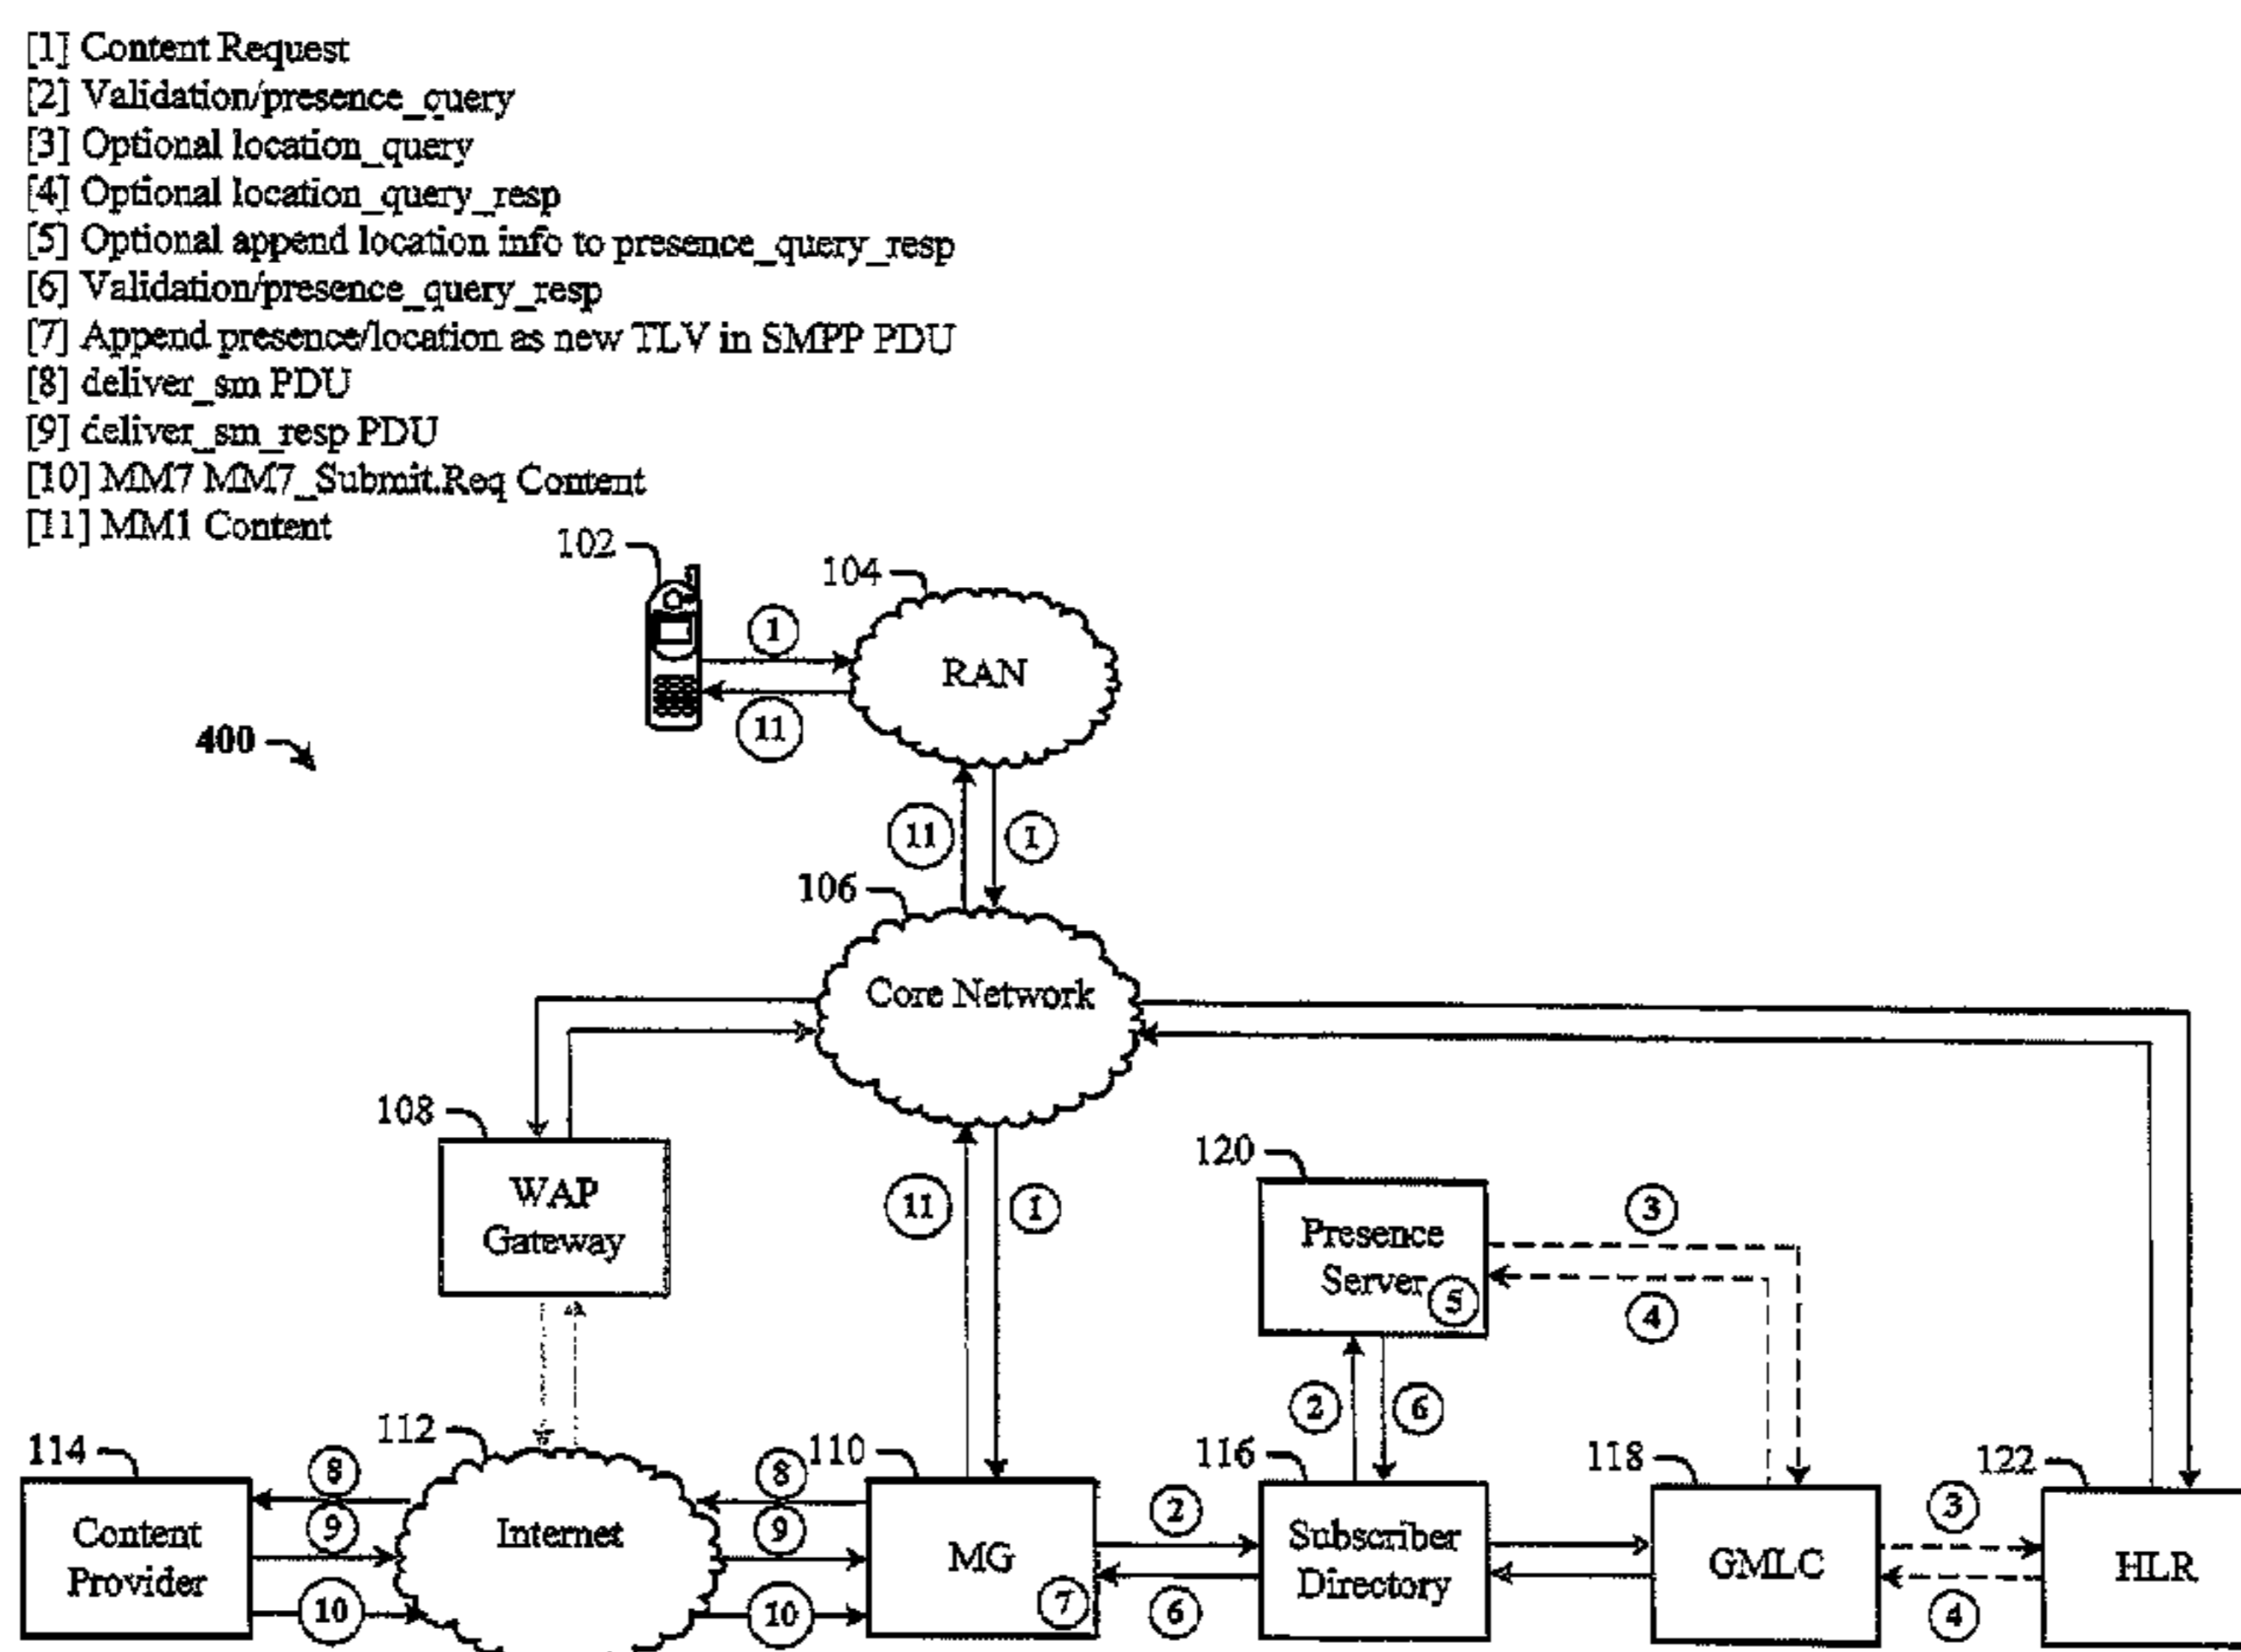 [1] Content Request
[2] Validation/presence_query
[3] Optional location_query
[4] Optional location_query_resp
[5] Optional append location info to presence_query_resp
[6] Validation/presence_query_resp
[7] Append presence/location as new TLV in SMPP PDU
[8] deliver_sm PDU
[9] deliver_sm_resp PDU
[10] MM7 MM7_Submit.Req Content
[11] MM1 Content
102
104
1
RAN
11
400
11
1
106
Core Network
108
WAP
Gateway
11
1
120
Presence
Server
5
3
4
2
6
114
8
9
10
Content
Provider
112
Internet
8
9
10
110
MG
7
2
6
116
Subscriber
Directory
118
GMLC
3
4
122
HLR